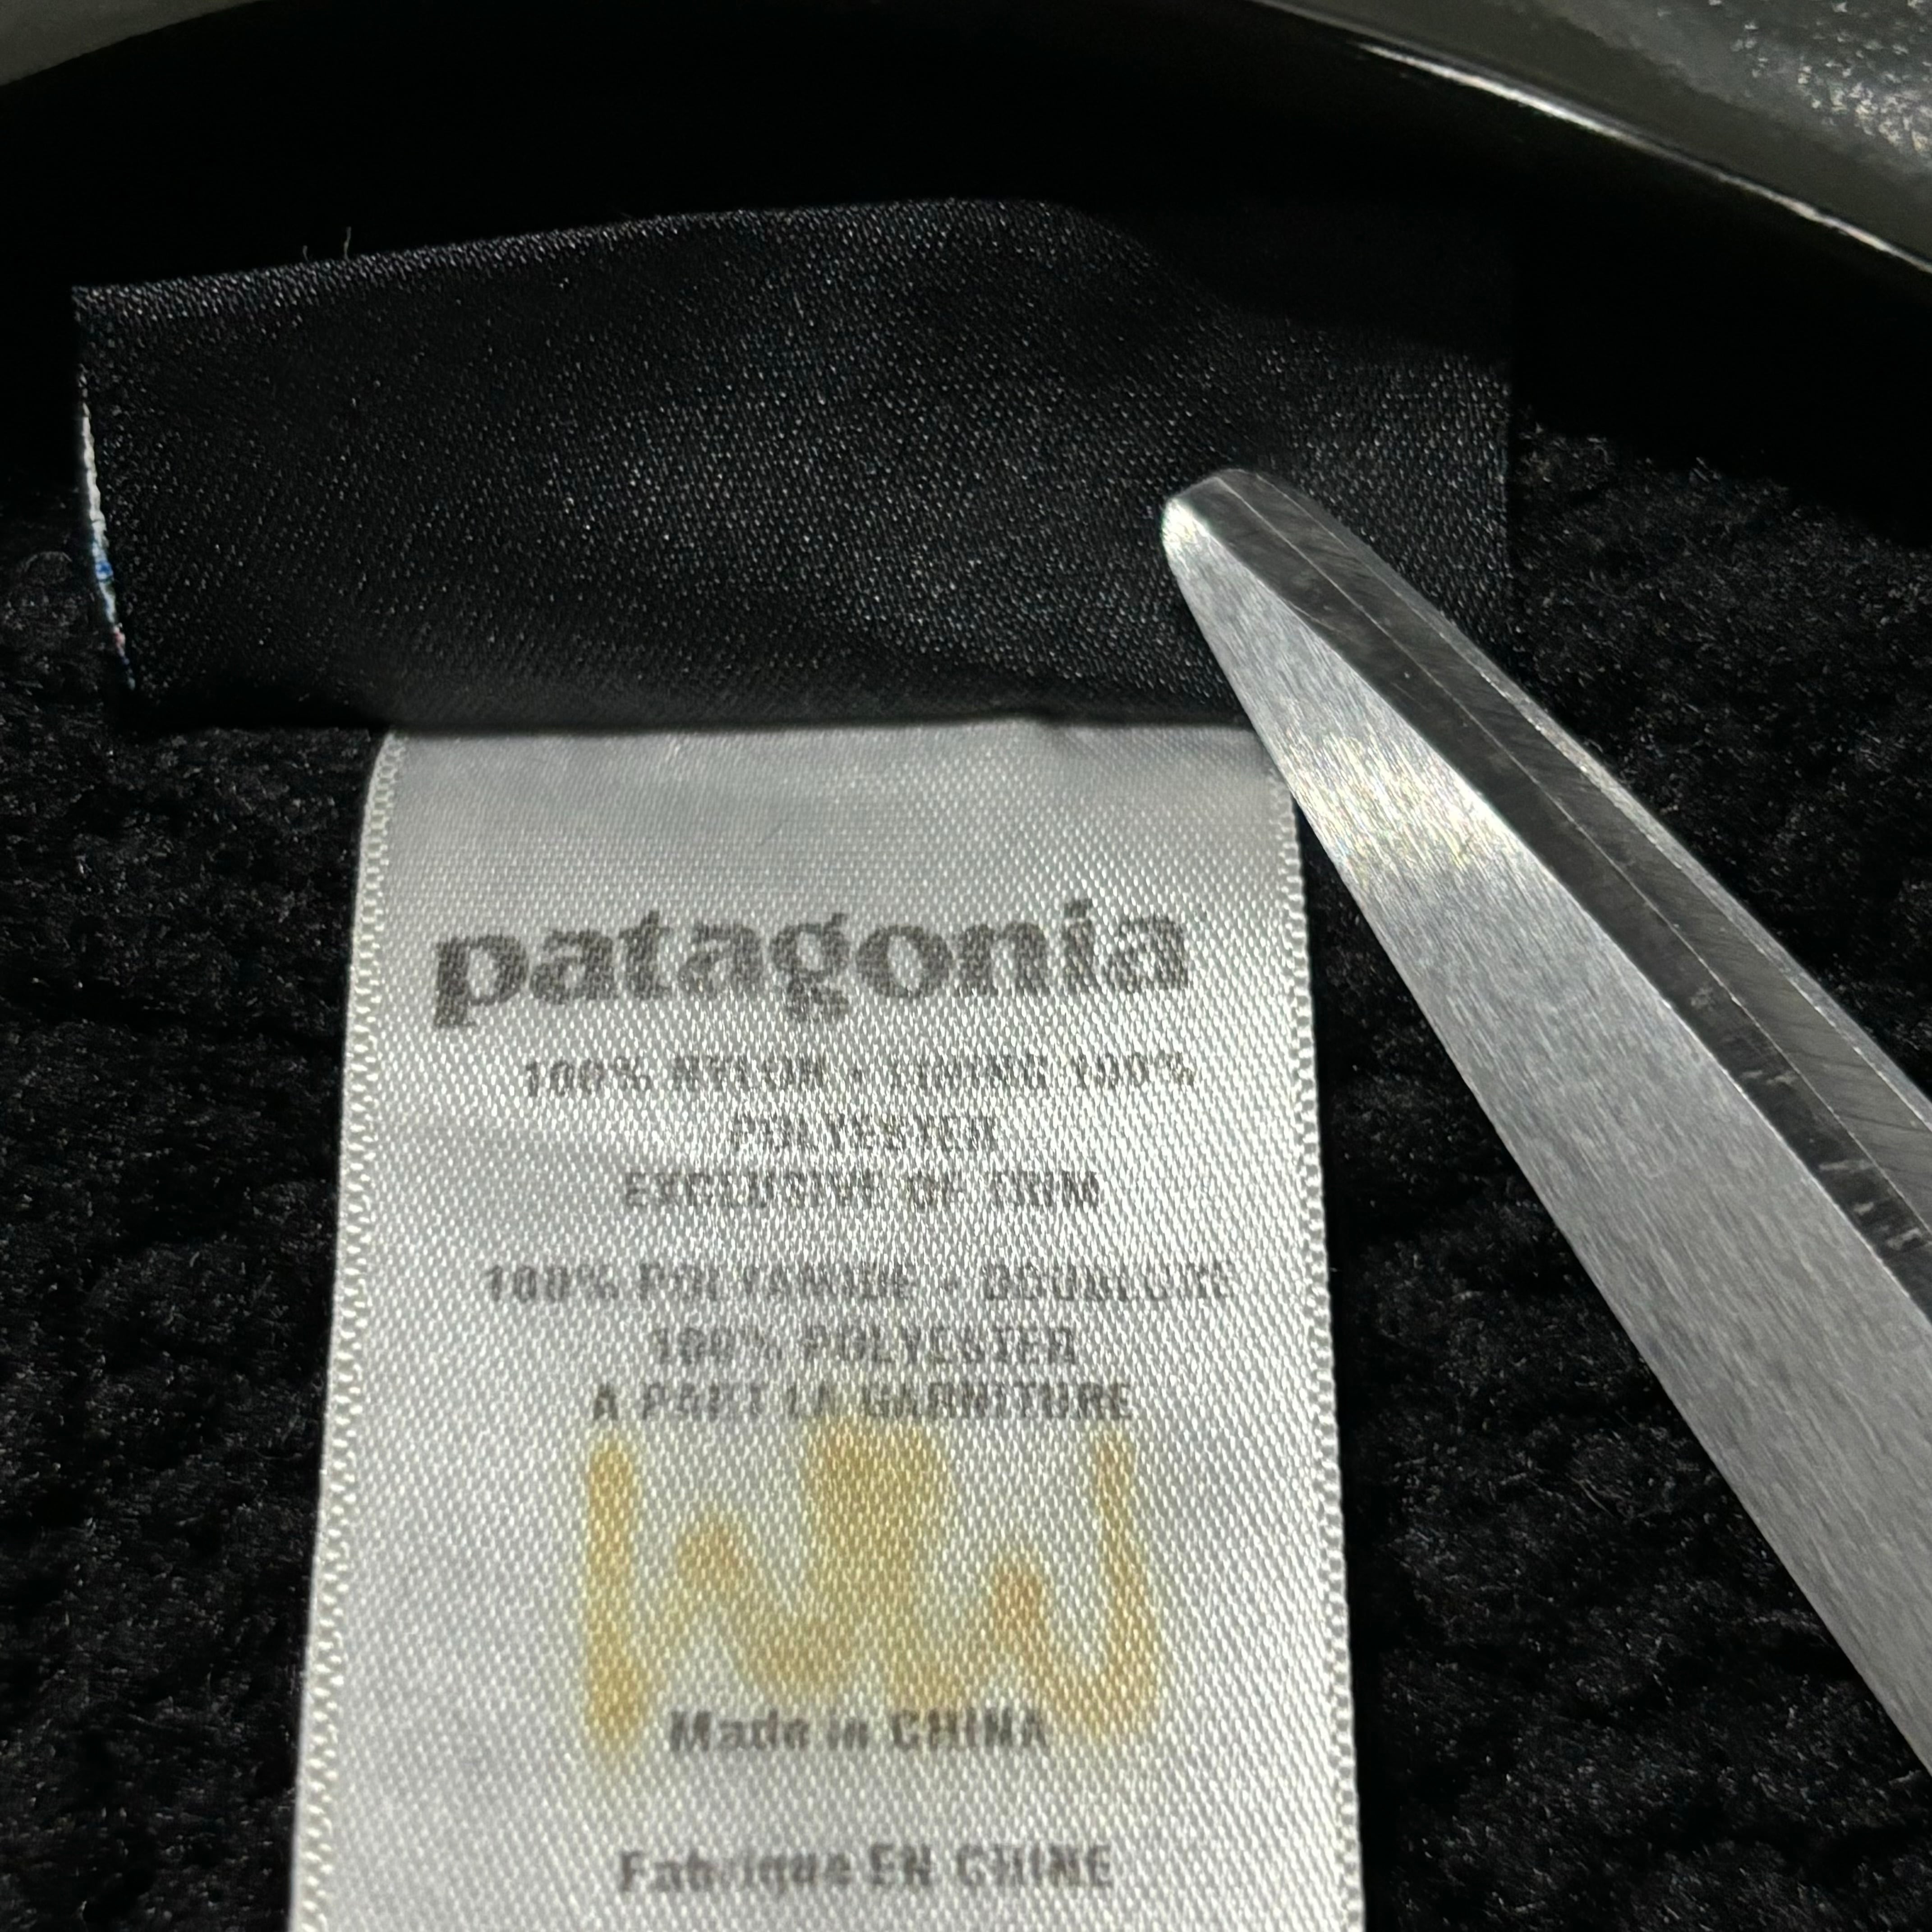 patagonia
100% NYLON · LINING 100%
POLYESTER
EXCLUSIVE OF TRIM
100% POLYAMIDE - DOUBLURE
100% POLYESTER
A PART LA GARNITURE
Made in CHINA
Fabrique EN CHINE